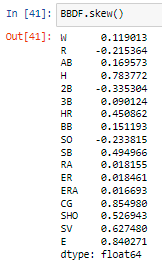 In [41]: BBDF.skew()
Out[41]: W 0.119013
R -0.215364
AB 0.169573
H 0.783772
2B -0.335304
3B 0.090124
HR 0.450862
BB 0.151193
SO -0.233815
SB 0.494966
RA 0.018155
ER 0.018461
ERA 0.016693
CG 0.854980
SHO 0.526943
SV 0.627480
E 0.840271
dtype: float64